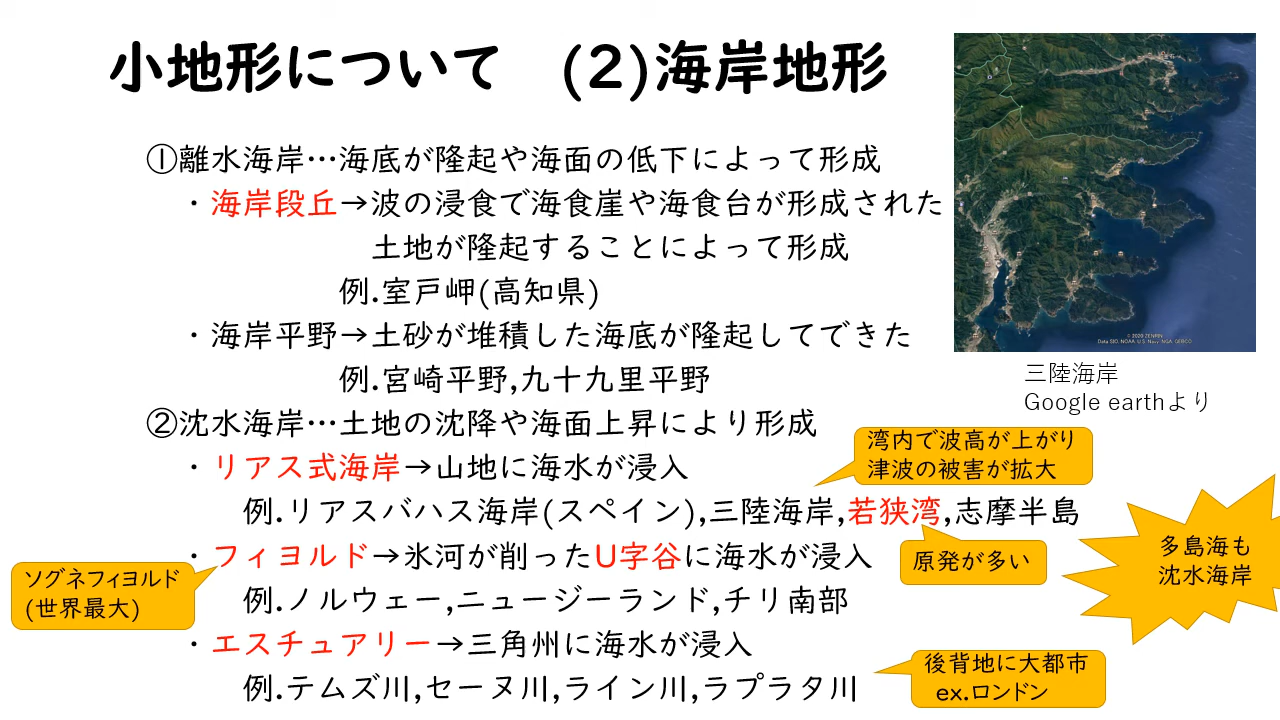 小地形について　(2)海岸地形
①離水海岸…海底が隆起や海面の低下によって形成
・海岸段丘→波の浸食で海食崖や海食台が形成された
土地が隆起することによって形成
例.室戸岬(高知県)
・海岸平野→土砂が堆積した海底が隆起してできた
例.宮崎平野,九十九里平野
②沈水海岸…土地の沈降や海面上昇により形成
・リアス式海岸→山地に海水が浸入
例.リアスバハス海岸(スペイン),三陸海岸,若狭湾,志摩半島
・フィヨルド→氷河が削ったU字谷に海水が浸入
例.ノルウェー,ニュージーランド,チリ南部
・エスチュアリー→三角州に海水が浸入
例.テムズ川,セーヌ川,ライン川,ラプラタ川
© 2020 ZENRIN
Data SIO, NOAA, U.S. Navy, NGA, GEBCO
三陸海岸
Google earthより
湾内で波高が上がり
津波の被害が拡大
原発が多い
多島海も
沈水海岸
ソグネフィヨルド
(世界最大)
後背地に大都市
ex.ロンドン